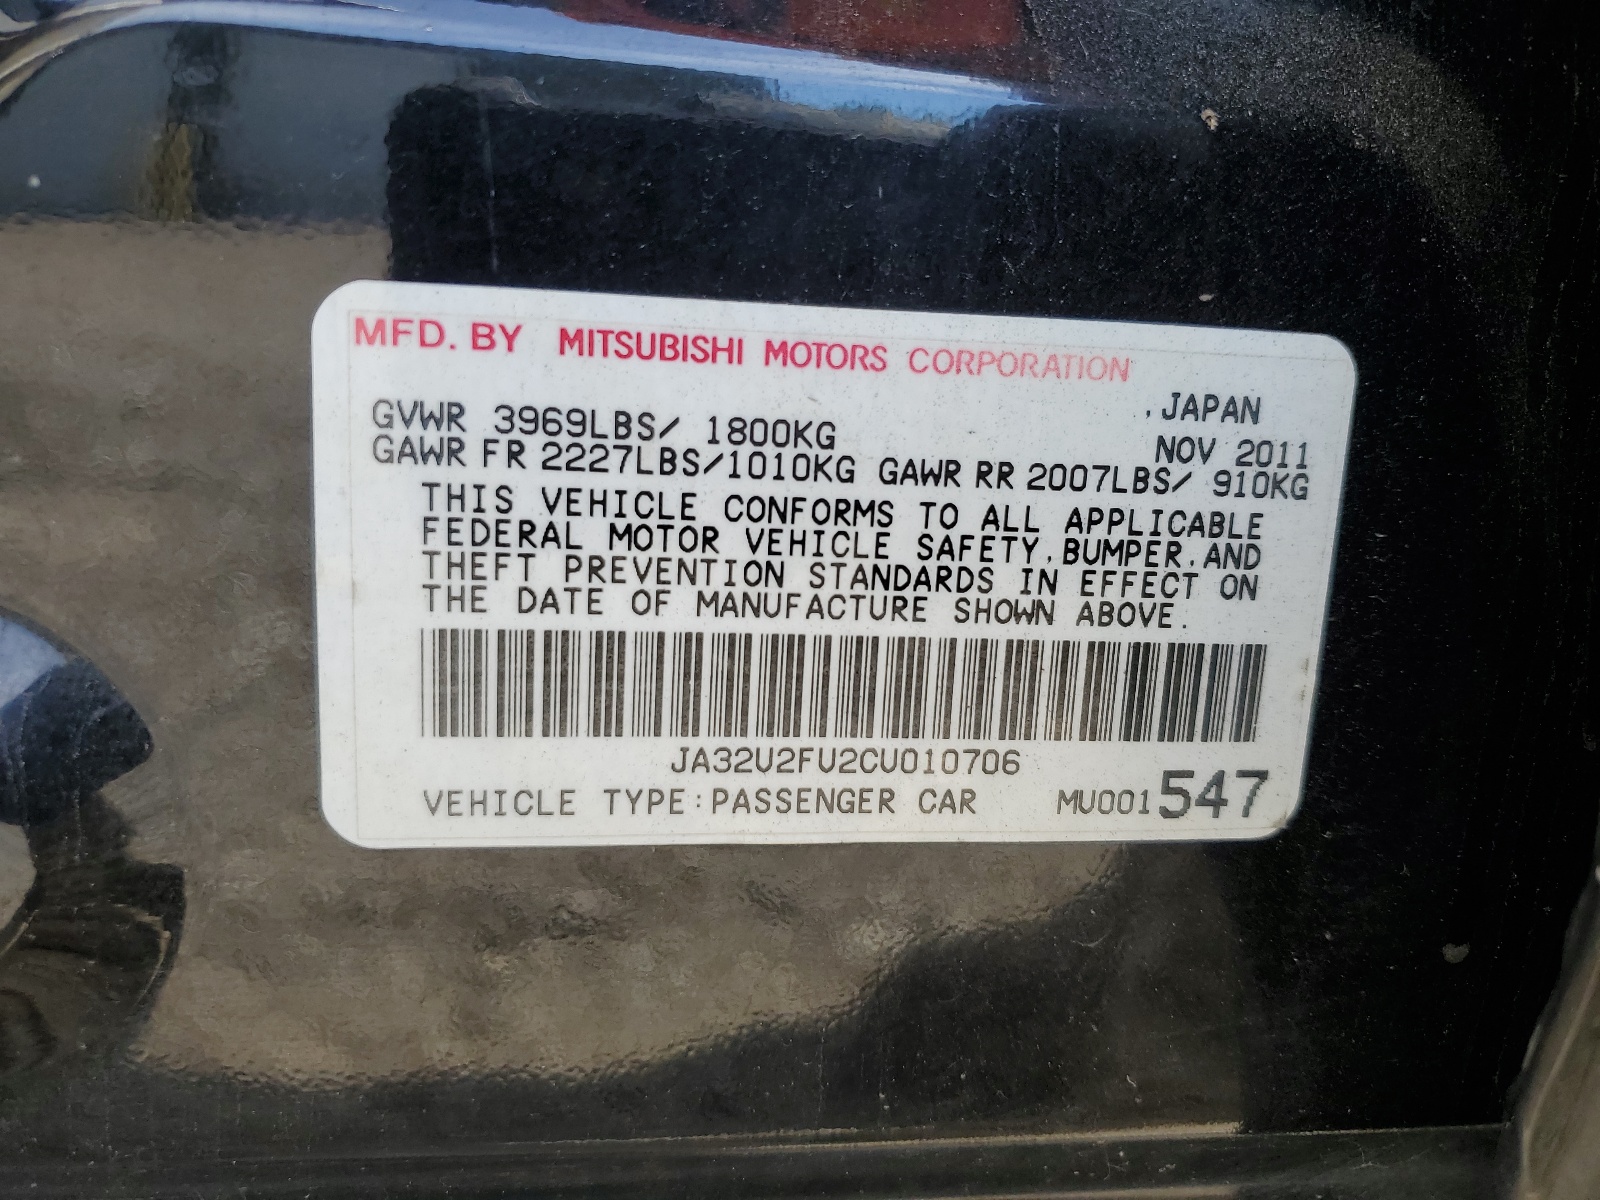 MFD. BY MITSUBISHI MOTORS CORPORATION
JAPAN
GVWR 3969LBS/ 1800KG NOV 2011
GAWR FR 2227LBS/1010KG GAWR RR 2007LBS/ 910KG
THIS VEHICLE CONFORMS TO ALL APPLICABLE
FEDERAL MOTOR VEHICLE SAFETY, BUMPER, AND
THEFT PREVENTION STANDARDS IN EFFECT ON
THE DATE OF MANUFACTURE SHOWN ABOVE.
JA32U2FU2CU010706
VEHICLE TYPE:PASSENGER CAR MU001547